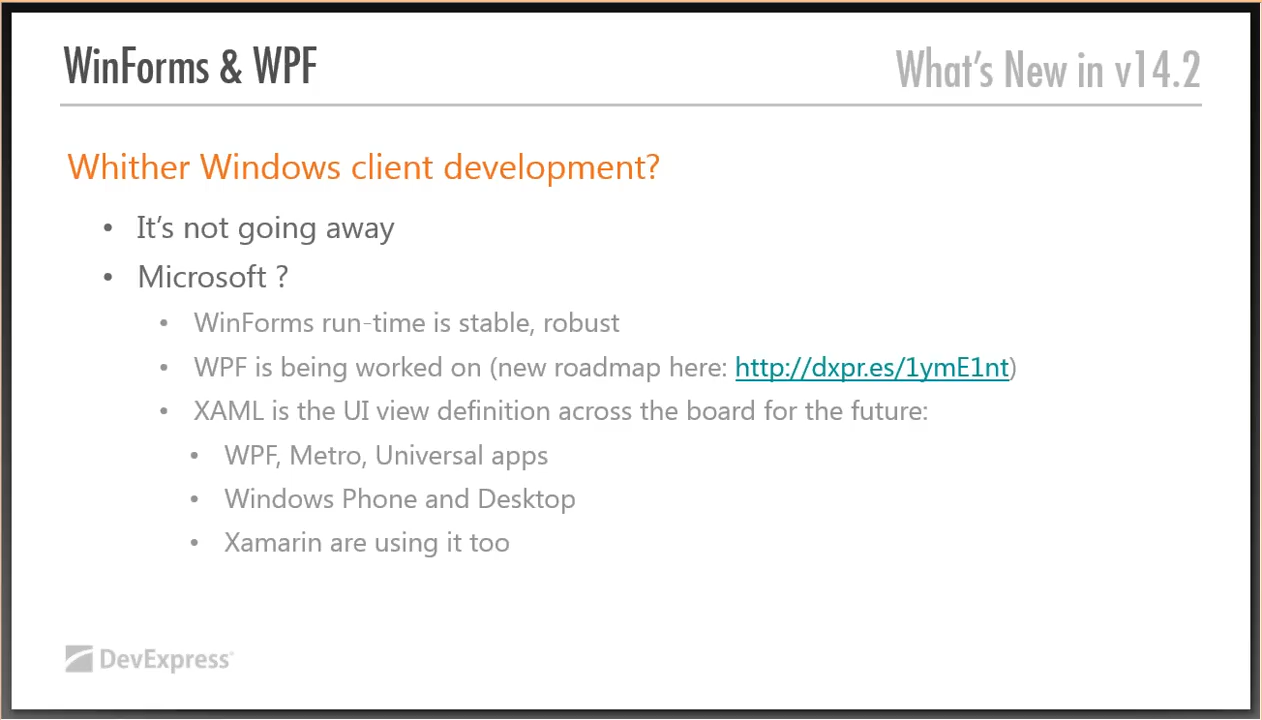 WinForms & WPF
What's New in v14.2
Whither Windows client development?
• It's not going away
• Microsoft ?
• WinForms run-time is stable, robust
• WPF is being worked on (new roadmap here: http://dxpr.es/1ymE1nt)
• XAML is the UI view definition across the board for the future:
• WPF, Metro, Universal apps
• Windows Phone and Desktop
• Xamarin are using it too
DevExpress